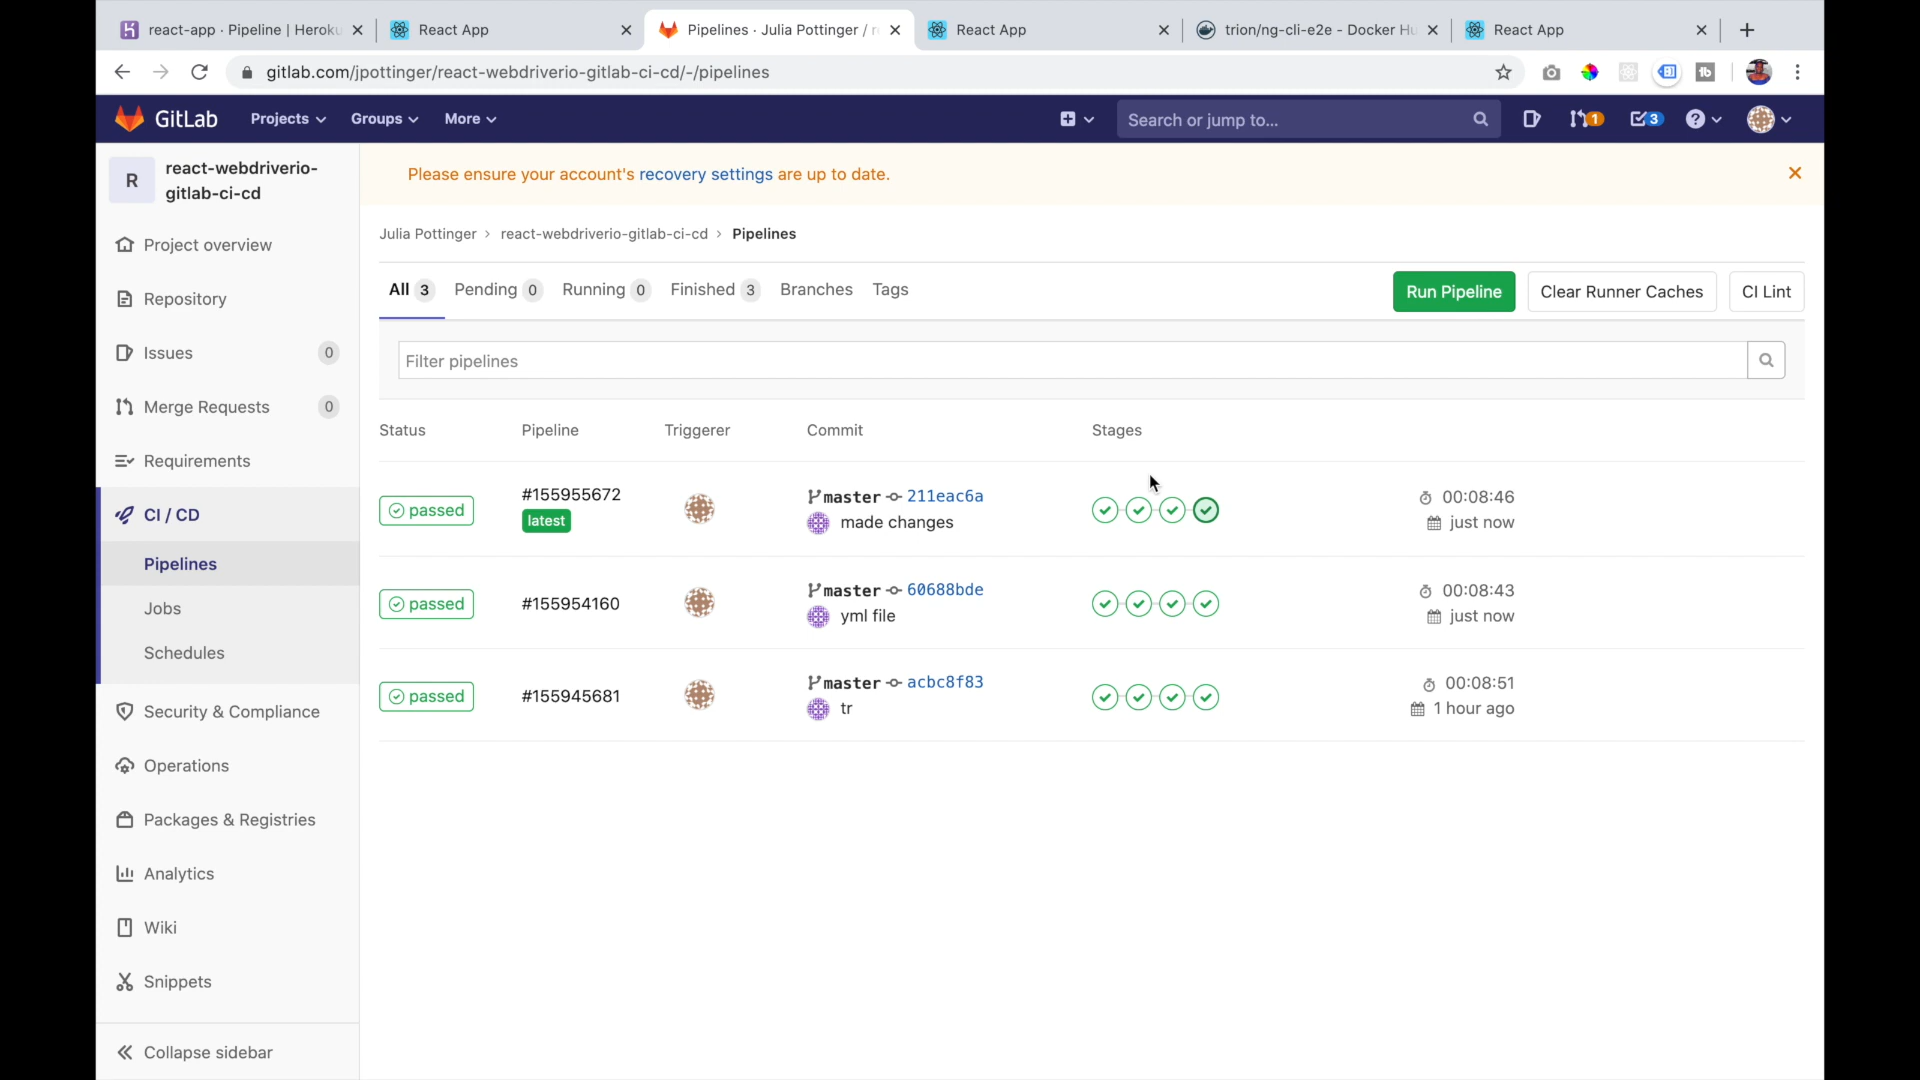 react-app · Pipeline | Heroku
React App
Pipelines · Julia Pottinger / r
React App
trion/ng-cli-e2e - Docker Hu
React App
gitlab.com/jpottinger/react-webdriverio-gitlab-ci-cd/-/pipelines
GitLab
Projects
Groups
More
Search or jump to...
1
3
R
react-webdriverio-
gitlab-ci-cd
Project overview
Repository
Issues 0
Merge Requests 0
Requirements
CI / CD
Pipelines
Jobs
Schedules
Security & Compliance
Operations
Packages & Registries
Analytics
Wiki
Snippets
Collapse sidebar
Please ensure your account's recovery settings are up to date.
Julia Pottinger > react-webdriverio-gitlab-ci-cd > Pipelines
All 3
Pending 0
Running 0
Finished 3
Branches
Tags
Run Pipeline
Clear Runner Caches
CI Lint
Filter pipelines
Status Pipeline Triggerer Commit Stages
passed #155955672 master 211eac6a 00:08:46
latest made changes just now
passed #155954160 master 60688bde 00:08:43
yml file just now
passed #155945681 master acbc8f83 00:08:51
tr 1 hour ago